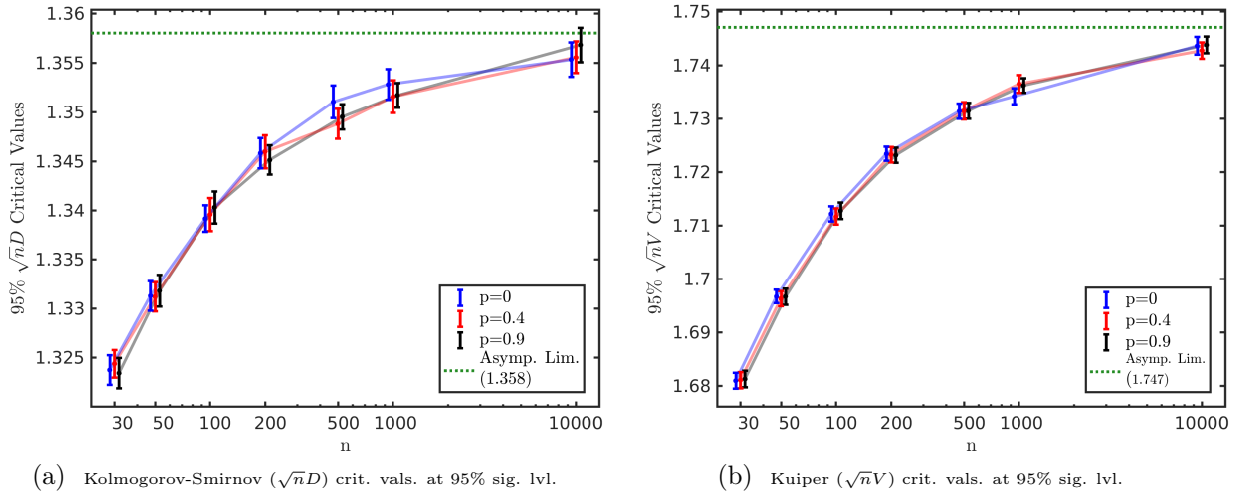 1.36
1.355
1.35
1.345
1.34
1.335
1.33
1.325
95% √nD Critical Values
30 50 100 200 500 1000 10000
n
p=0
p=0.4
p=0.9
Asymp. Lim.
(1.358)
(a) Kolmogorov-Smirnov (√nD) crit. vals. at 95% sig. lvl.
1.75
1.74
1.73
1.72
1.71
1.7
1.69
1.68
95% √nV Critical Values
30 50 100 200 500 1000 10000
n
p=0
p=0.4
p=0.9
Asymp. Lim.
(1.747)
(b) Kuiper (√nV) crit. vals. at 95% sig. lvl.